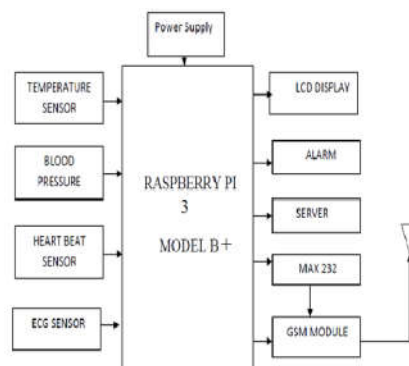 Power Supply
TEMPERATURE
SENSOR
BLOOD
PRESSURE
HEART BEAT
SENSOR
ECG SENSOR
RASPBERRY PI
3
MODEL B+
LCD DISPLAY
ALARM
SERVER
MAX 232
GSM MODULE